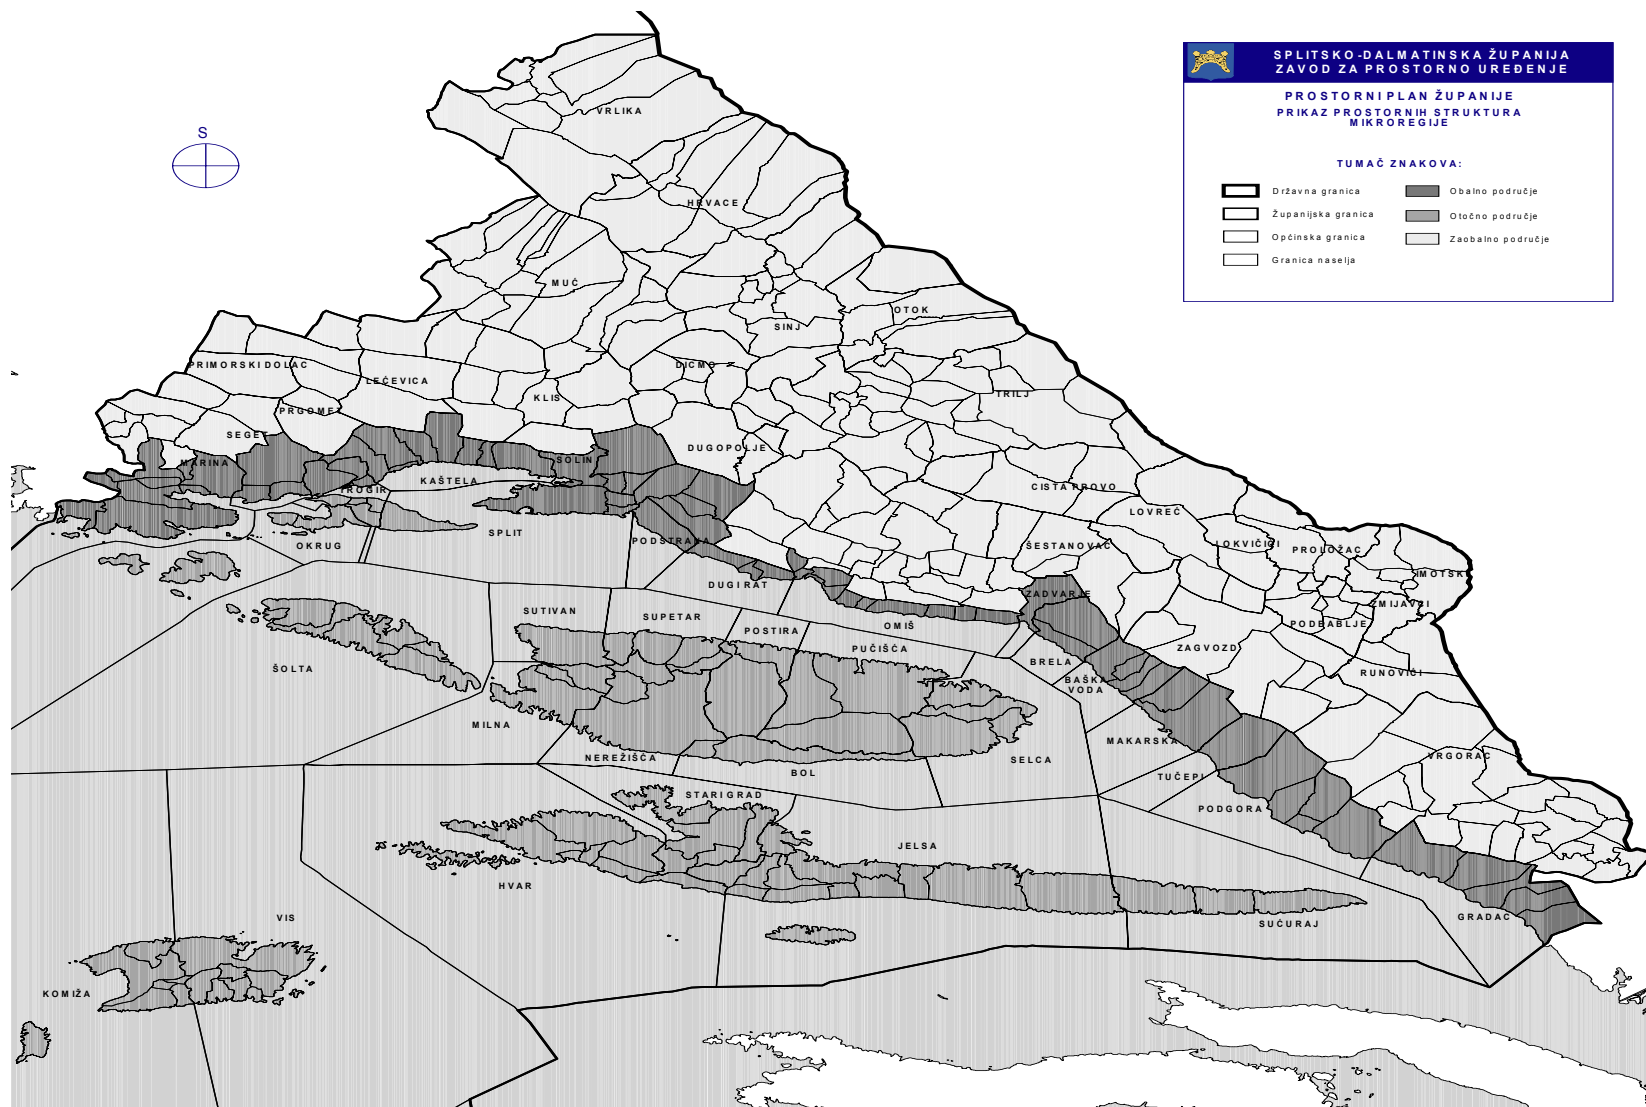 SPLITSKO-DALMATINSKA ŽUPANIJA
ZAVOD ZA PROSTORNO UREĐENJE
PROSTORNI PLAN ŽUPANIJE
PRIKAZ PROSTORNIH STRUKTURA
MIKROREGIJE
TUMAČ ZNAKOVA:
Državna granica
Obalno područje
Županijska granica
Otočno područje
Općinska granica
Zaobalno područje
Granica naselja
S
VRLIKA
HRVACE
MUĆ
OTOK
SINJ
PRIMORSKI DOLAC
DICMO
LEĆEVICA
TRILJ
KLIS
PRGOMET
SEGET
DUGOPOLJE
MARINA
SOLIN
KAŠTELA
TROGIR
CISTA PROVO
LOVREĆ
SPLIT
PODSTRANA
OKRUG
ŠESTANOVAC
LOKVIČIĆI
PROLOŽAC
IMOTSKI
DUGI RAT
ZADVARJE
ZMIJAVCI
SUTIVAN
SUPETAR
POSTIRA
OMIŠ
PODBABLJE
PUČIŠĆA
ZAGVOZD
BRELA
ŠOLTA
RUNOVIĆI
BAŠKA
VODA
MILNA
MAKARSKA
NEREŽIŠĆA
SELCA
VRGORAC
BOL
TUČEPI
STARI GRAD
PODGORA
JELSA
HVAR
VIS
SUĆURAJ
GRADAC
KOMIŽA